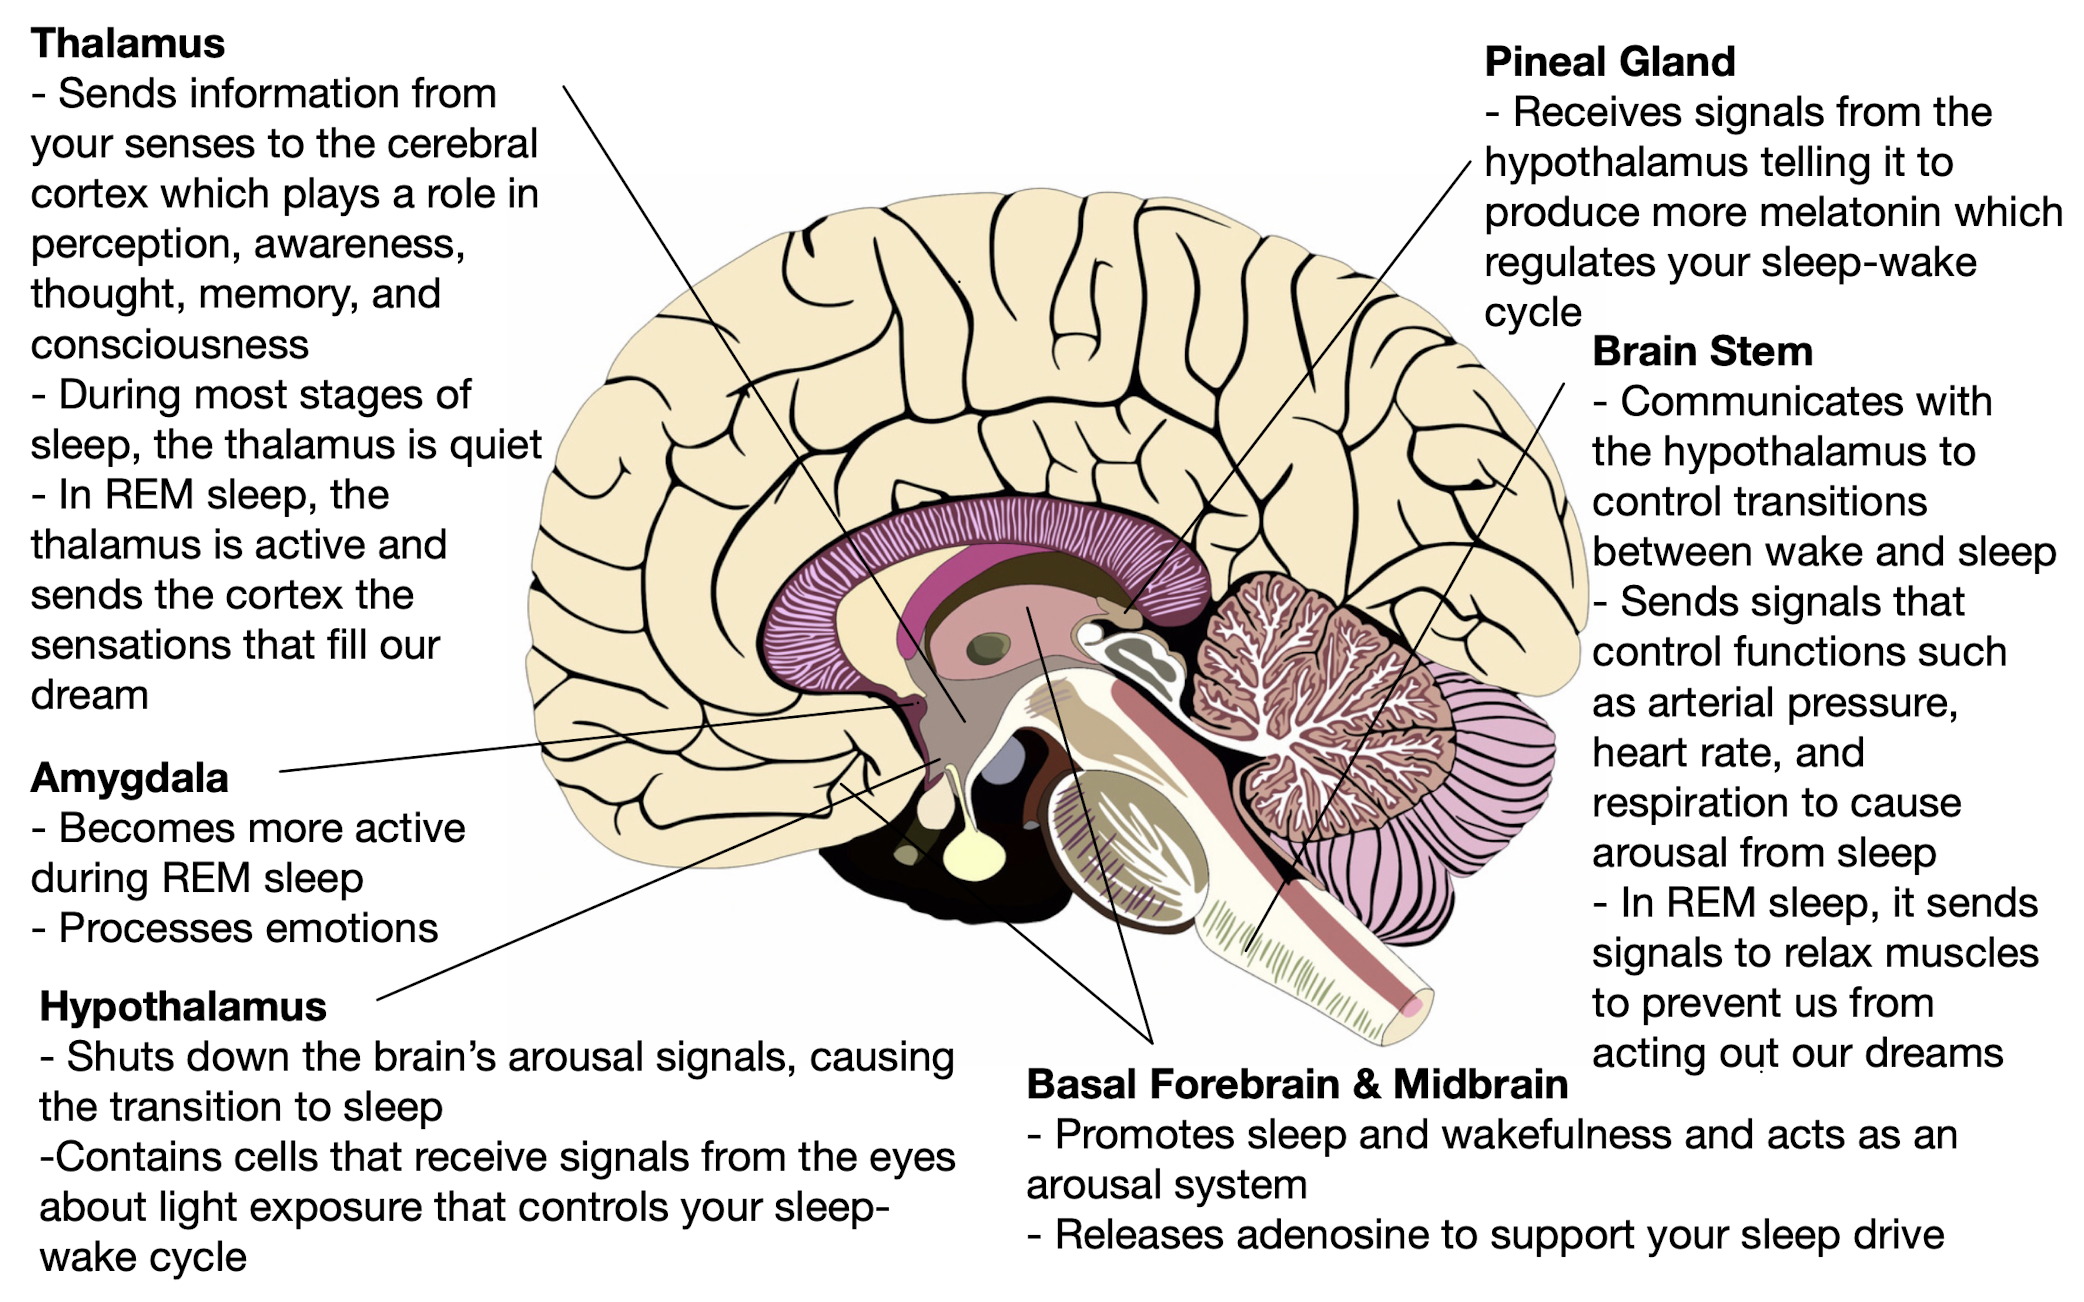 Thalamus
- Sends information from
your senses to the cerebral
cortex which plays a role in
perception, awareness,
thought, memory, and
consciousness
- During most stages of
sleep, the thalamus is quiet
- In REM sleep, the
thalamus is active and
sends the cortex the
sensations that fill our
dream
Amygdala
- Becomes more active
during REM sleep
- Processes emotions
Hypothalamus
- Shuts down the brain’s arousal signals, causing
the transition to sleep
-Contains cells that receive signals from the eyes
about light exposure that controls your sleep-
wake cycle
Pineal Gland
- Receives signals from the
hypothalamus telling it to
produce more melatonin which
regulates your sleep-wake
cycle
Brain Stem
- Communicates with
the hypothalamus to
control transitions
between wake and sleep
- Sends signals that
control functions such
as arterial pressure,
heart rate, and
respiration to cause
arousal from sleep
- In REM sleep, it sends
signals to relax muscles
to prevent us from
acting out our dreams
Basal Forebrain & Midbrain
- Promotes sleep and wakefulness and acts as an
arousal system
- Releases adenosine to support your sleep drive